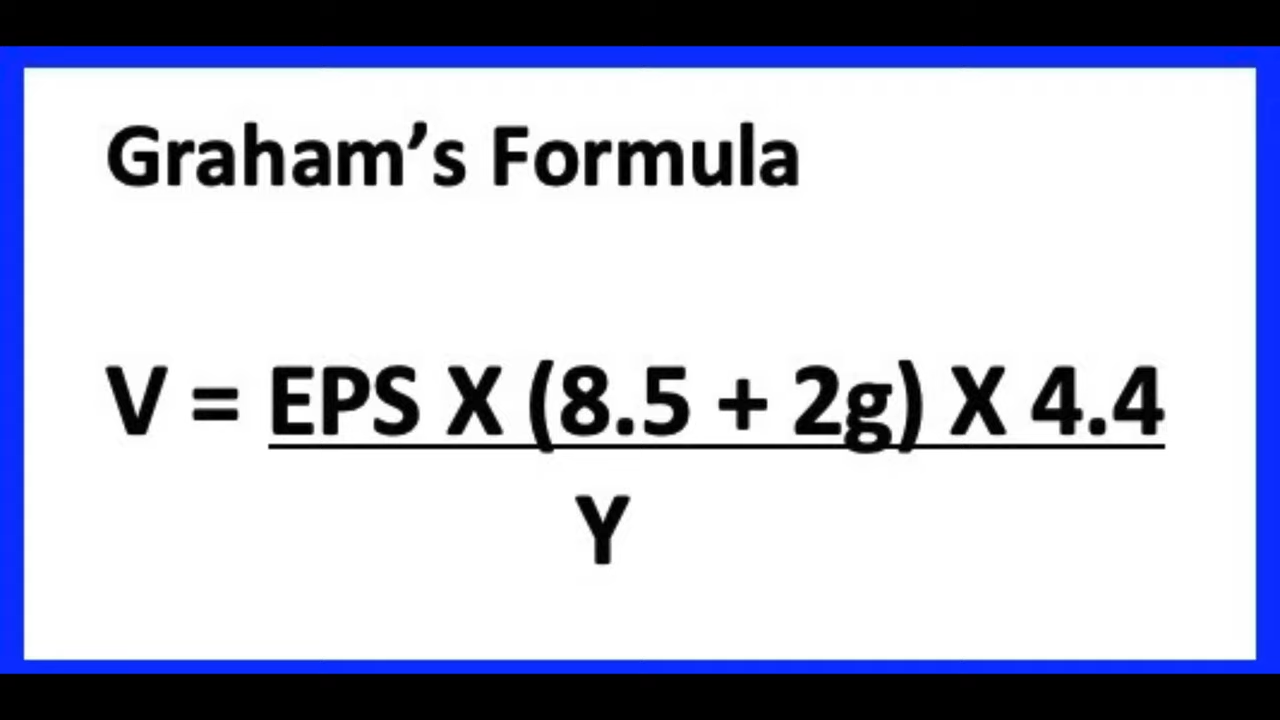 Graham’s Formula
V = EPS X (8.5 + 2g) X 4.4
Y